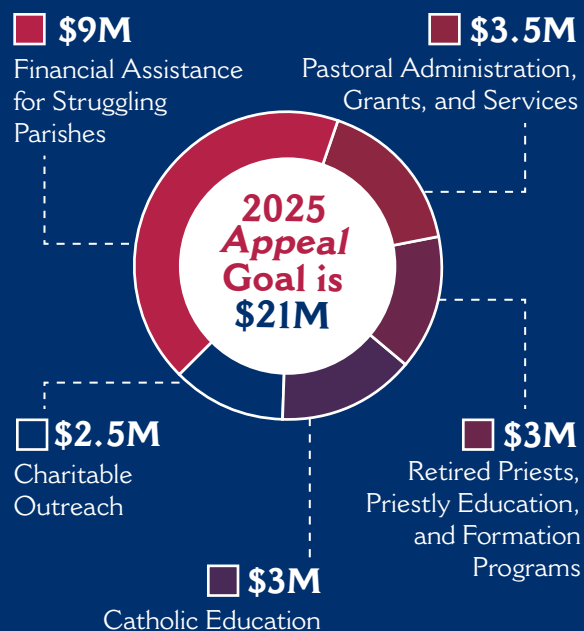 $9M
Financial Assistance
for Struggling
Parishes
$3.5M
Pastoral Administration,
Grants, and Services
2025
Appeal
Goal is
$21M
$2.5M
Charitable
Outreach
$3M
Retired Priests,
Priestly Education,
and Formation
Programs
$3M
Catholic Education